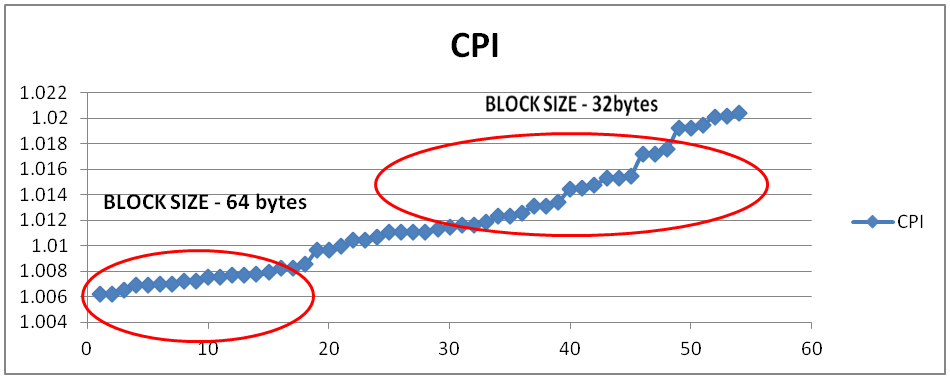 CPI
1.022
BLOCK SIZE - 32bytes
1.02
1.018
1.016
1.014
BLOCK SIZE - 64 bytes
1.012
CPI
1.01
1.008
1.006
1.004
0 10 20 30 40 50 60